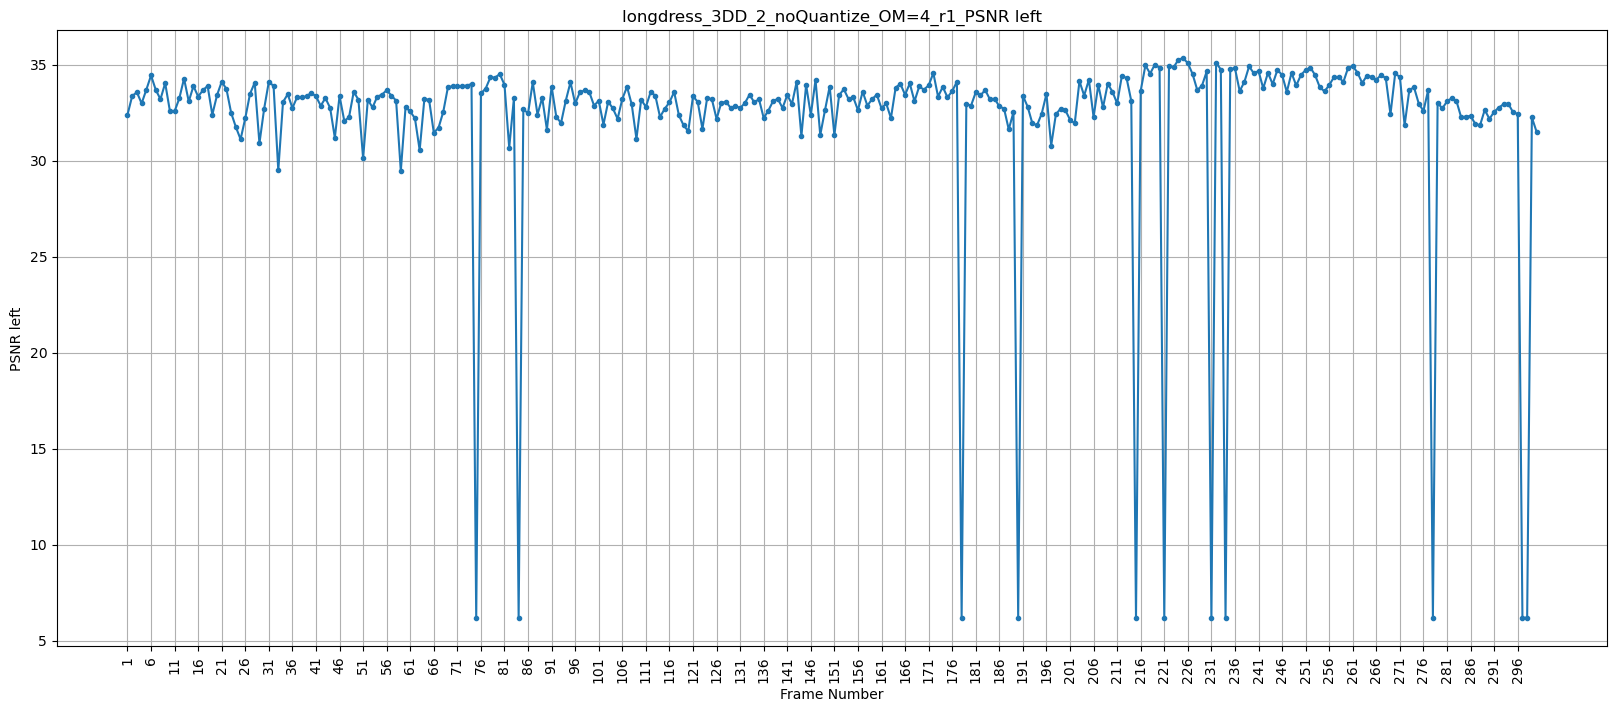 longdress_3DD_2_noQuantize_OM=4_r1_PSNR left
PSNR left
35
30
25
20
15
10
5
1 6 11 16 21 26 31 36 41 46 51 56 61 66 71 76 81 86 91 96 101 106 111 116 121 126 131 136 141 146 151 156 161 166 171 176 181 186 191 196 201 206 211 216 221 226 231 236 241 246 251 256 261 266 271 276 281 286 291 296
Frame Number